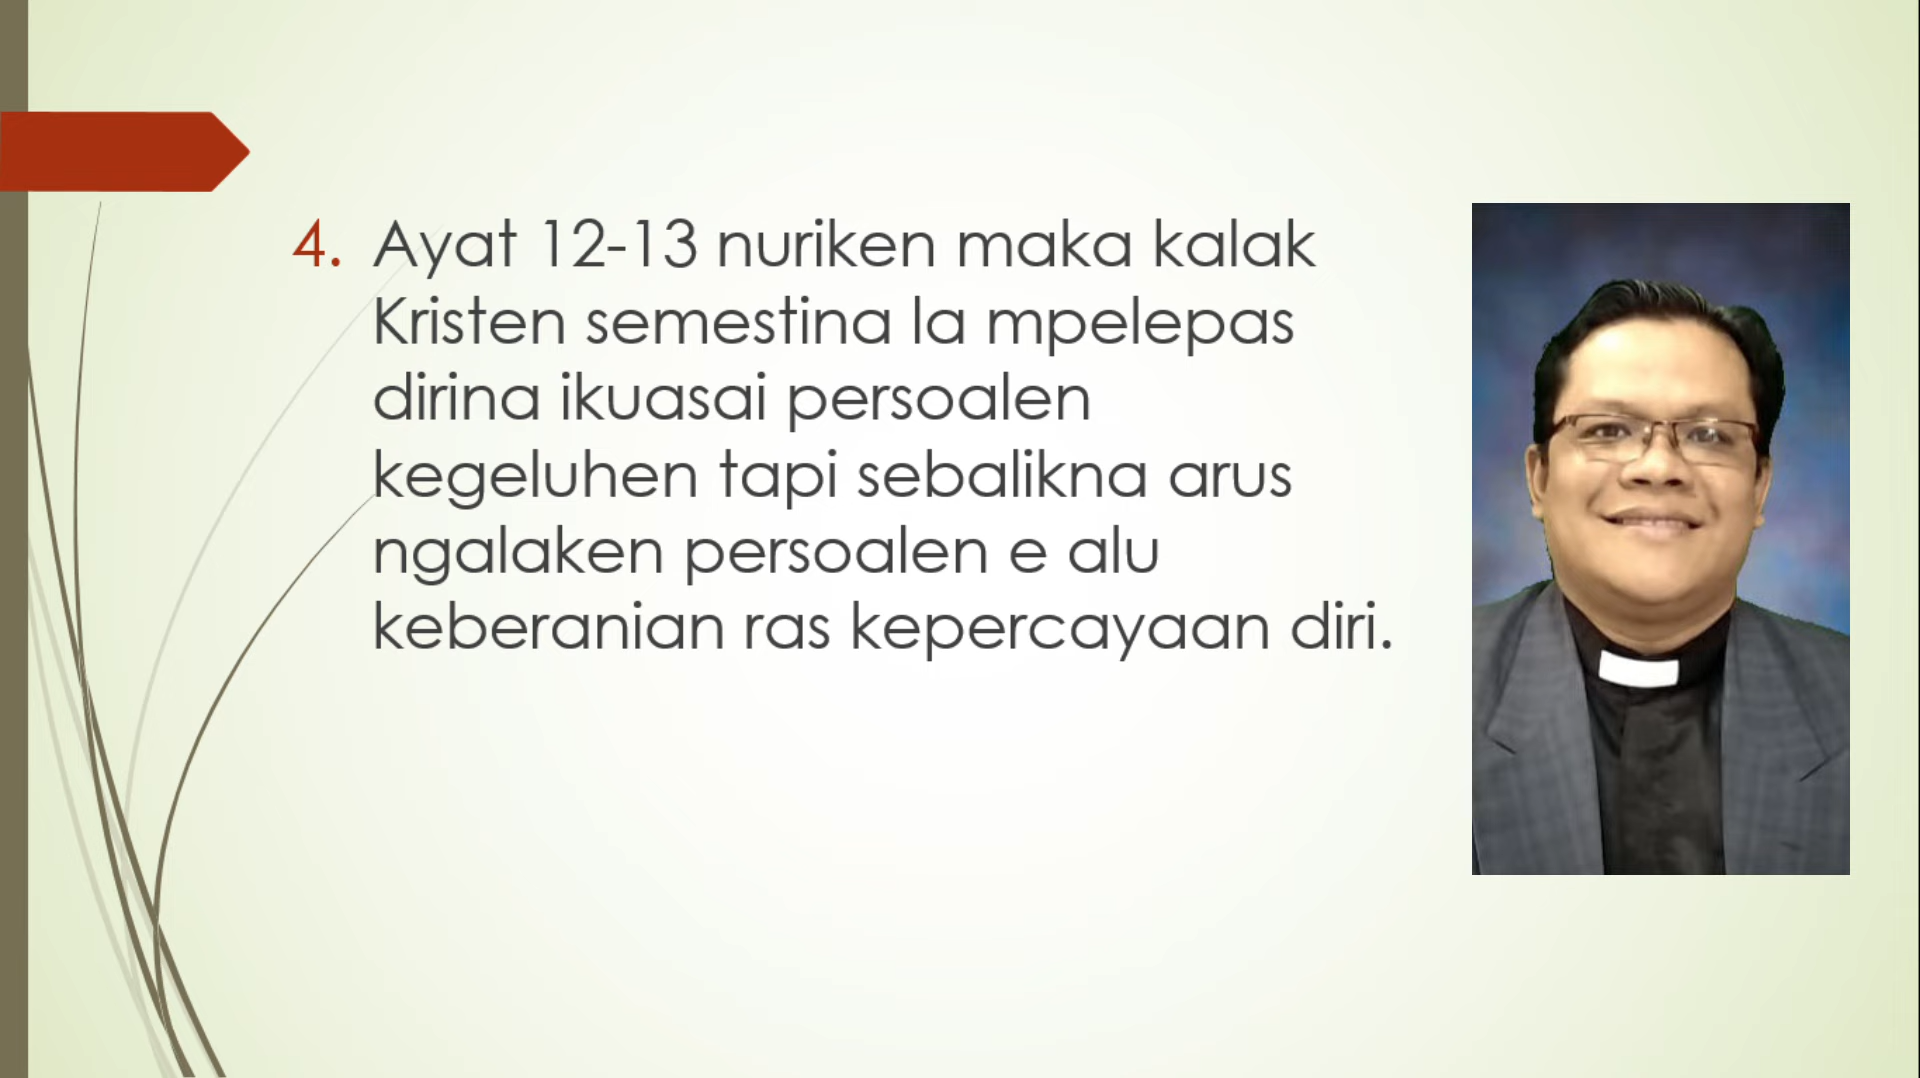 4. Ayat 12-13 nuriken maka kalak
Kristen semestina la mpelepas
dirina ikuasai persoalen
kegeluhen tapi sebalikna arus
ngalaken persoalen e alu
keberanian ras kepercayaan diri.